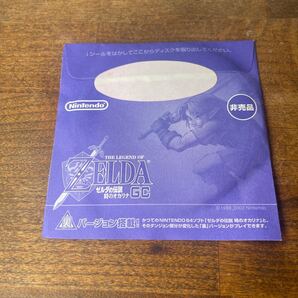 ↓シールをはがしてここからディスクを取り出してください。
Nintendo
非売品
THE LEGEND OF
ZELDA
ゼルダの伝説
時のオカリナ GC
© 1998, 2002 Nintendo.
裏 バージョン搭載!
かつてのNINTENDO64ソフト「ゼルダの伝説 時のオカリナ」と、
そのダンジョン部分が変化した「裏」バージョンがプレイできます。